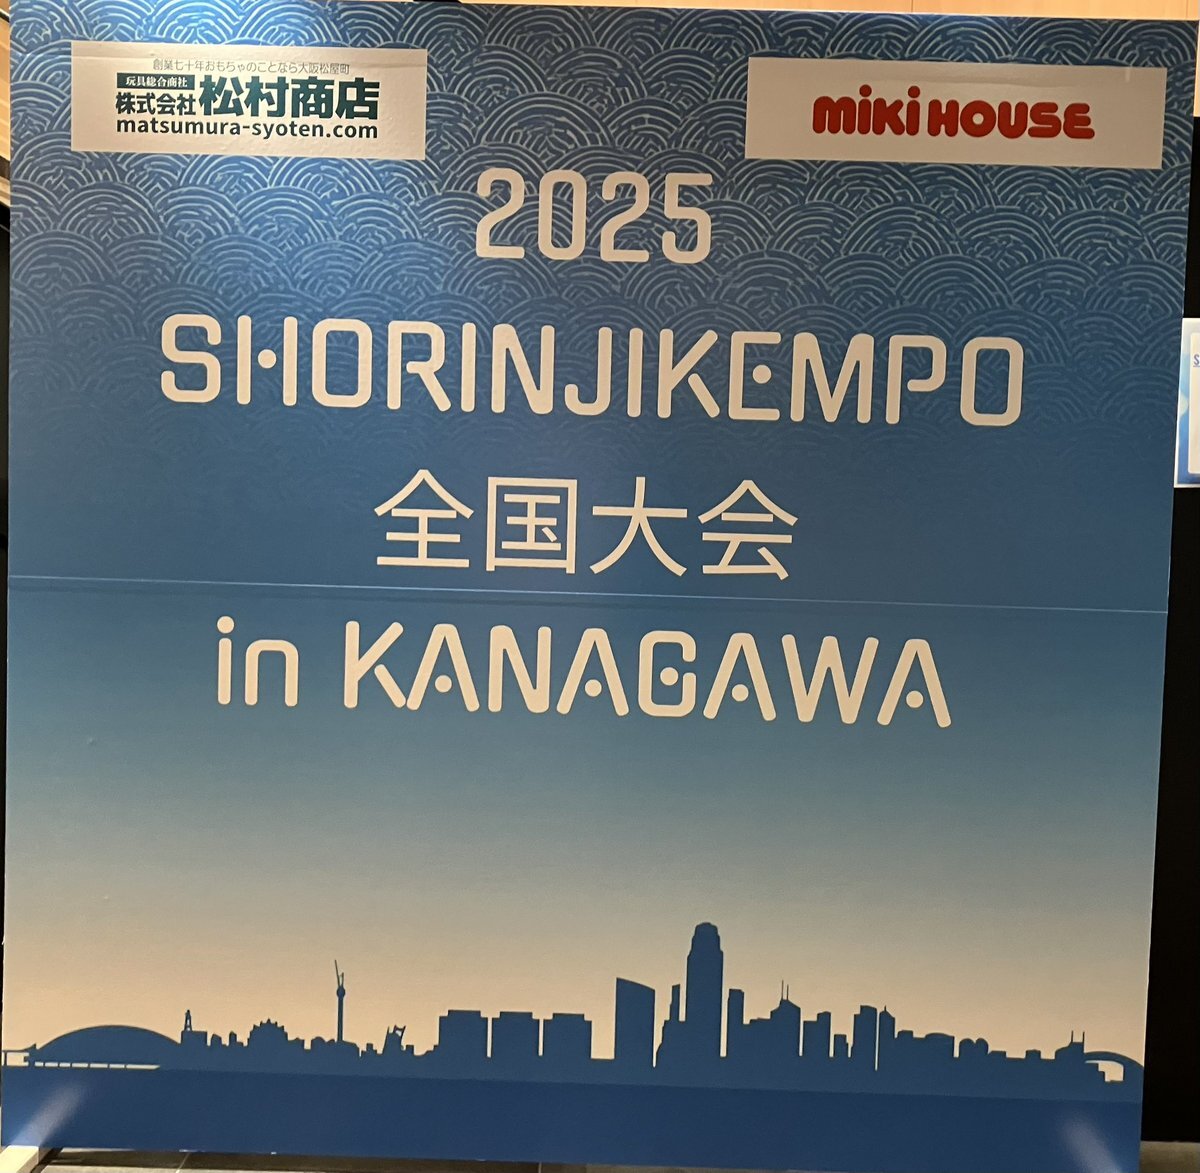 創業七十年おもちゃのことなら大阪松屋町
玩具総合商社
株式会社 松村商店
matsumura-syoten.com
miki HOUSE
2025
SHORINJIKEMPO
全国大会
in KANAGAWA